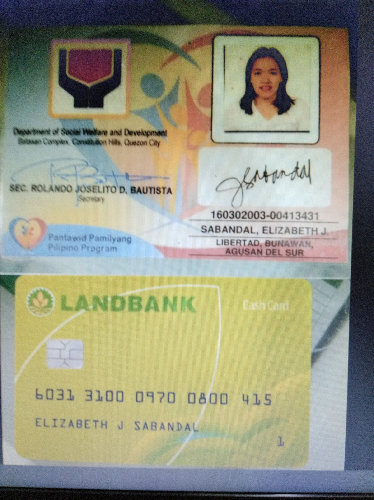 Department of Social Welfare and Development
Batasan Complex, Constitution Hills, Quezon City
SEC. ROLANDO JOSELITO D. BAUTISTA
Secretary
Pantawid Pamilyang
Pilipino Program
JSabandal
160302003-00413431
SABANDAL, ELIZABETH J.
LIBERTAD, BUNAWAN,
AGUSAN DEL SUR
LANDBANK
Cash Card
6031 3100 0970 0800 415
ELIZABETH J SABANDAL
1